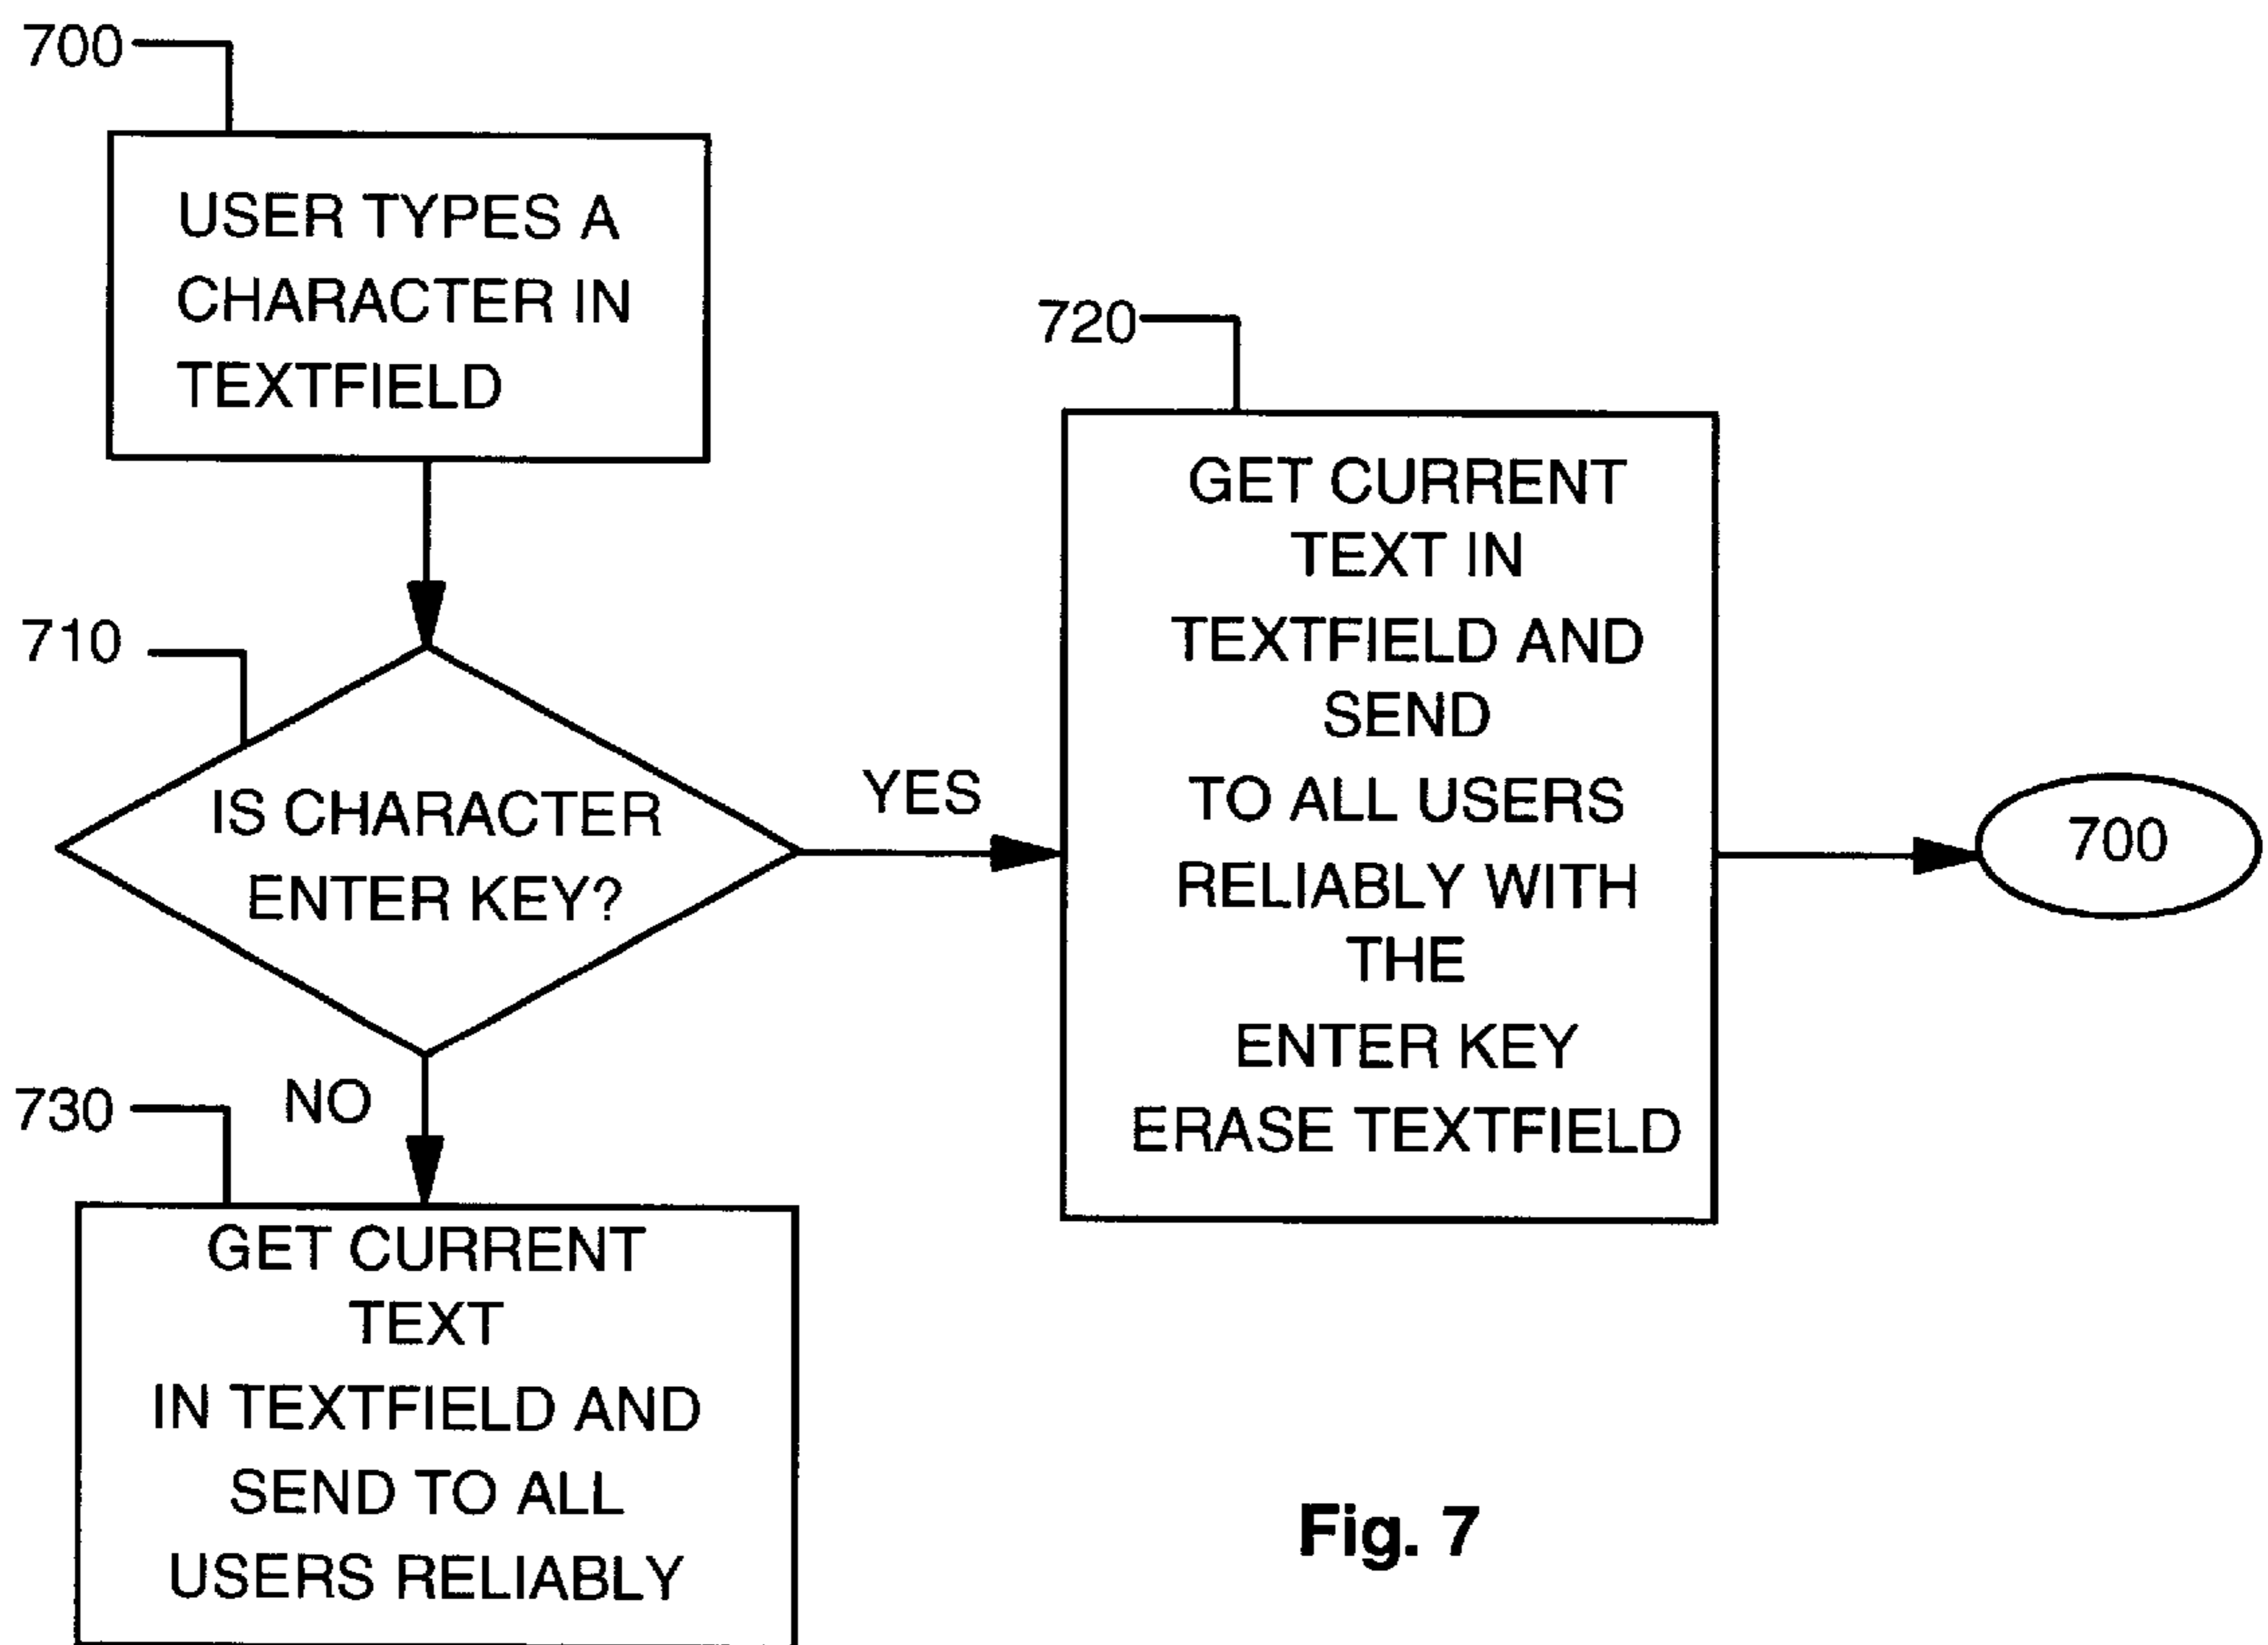 700
USER TYPES A
CHARACTER IN
TEXTFIELD
710
IS CHARACTER
ENTER KEY?
YES
720
GET CURRENT
TEXT IN
TEXTFIELD AND
SEND
TO ALL USERS
RELIABLY WITH
THE
ENTER KEY
ERASE TEXTFIELD
700
NO
730
GET CURRENT
TEXT
IN TEXTFIELD AND
SEND TO ALL
USERS RELIABLY
Fig. 7